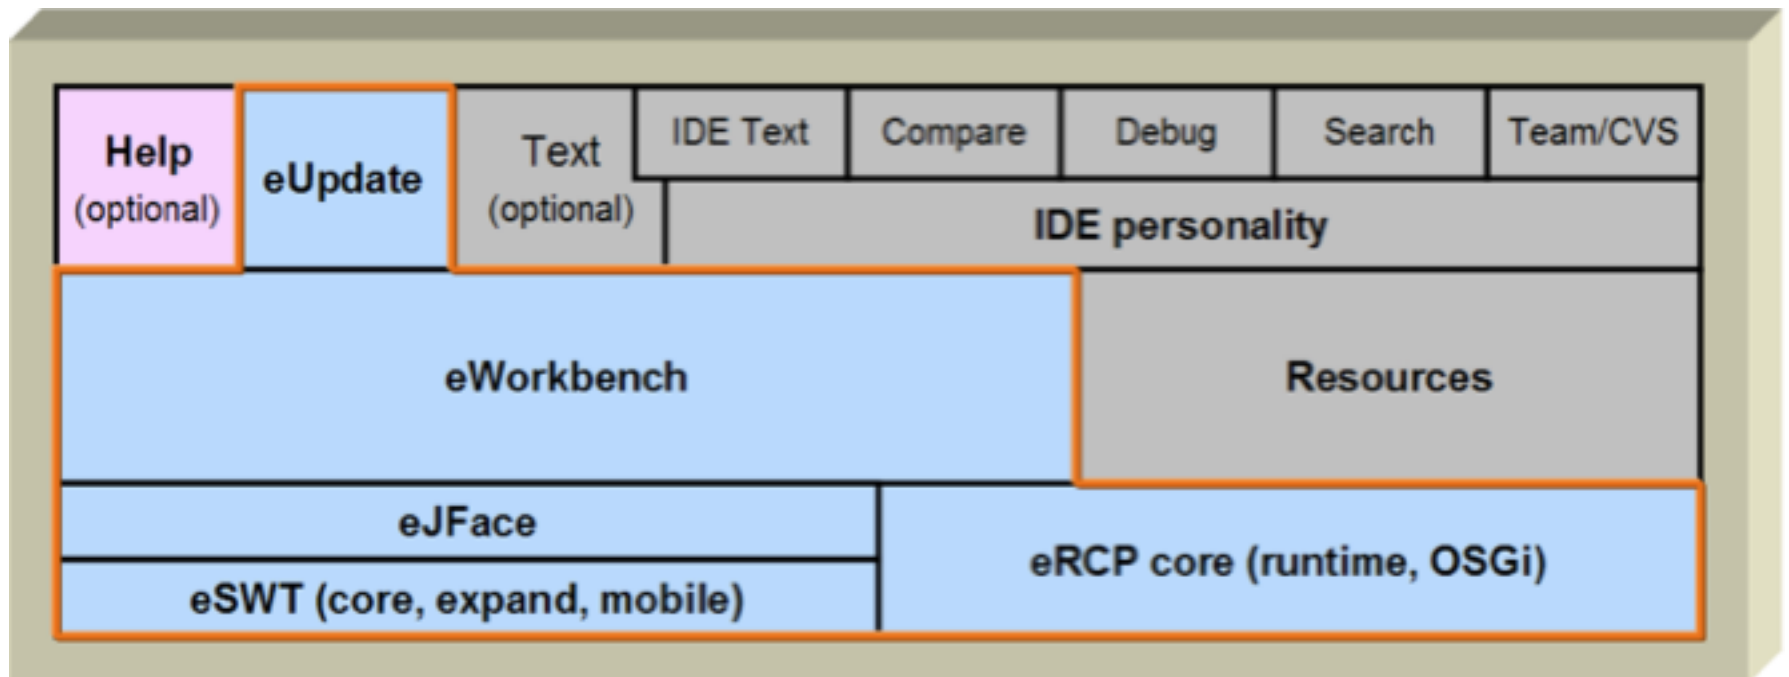 Help
(optional)
eUpdate
Text
(optional)
IDE Text
Compare
Debug
Search
Team/CVS
IDE personality
eWorkbench
Resources
eJFace
eSWT (core, expand, mobile)
eRCP core (runtime, OSGi)